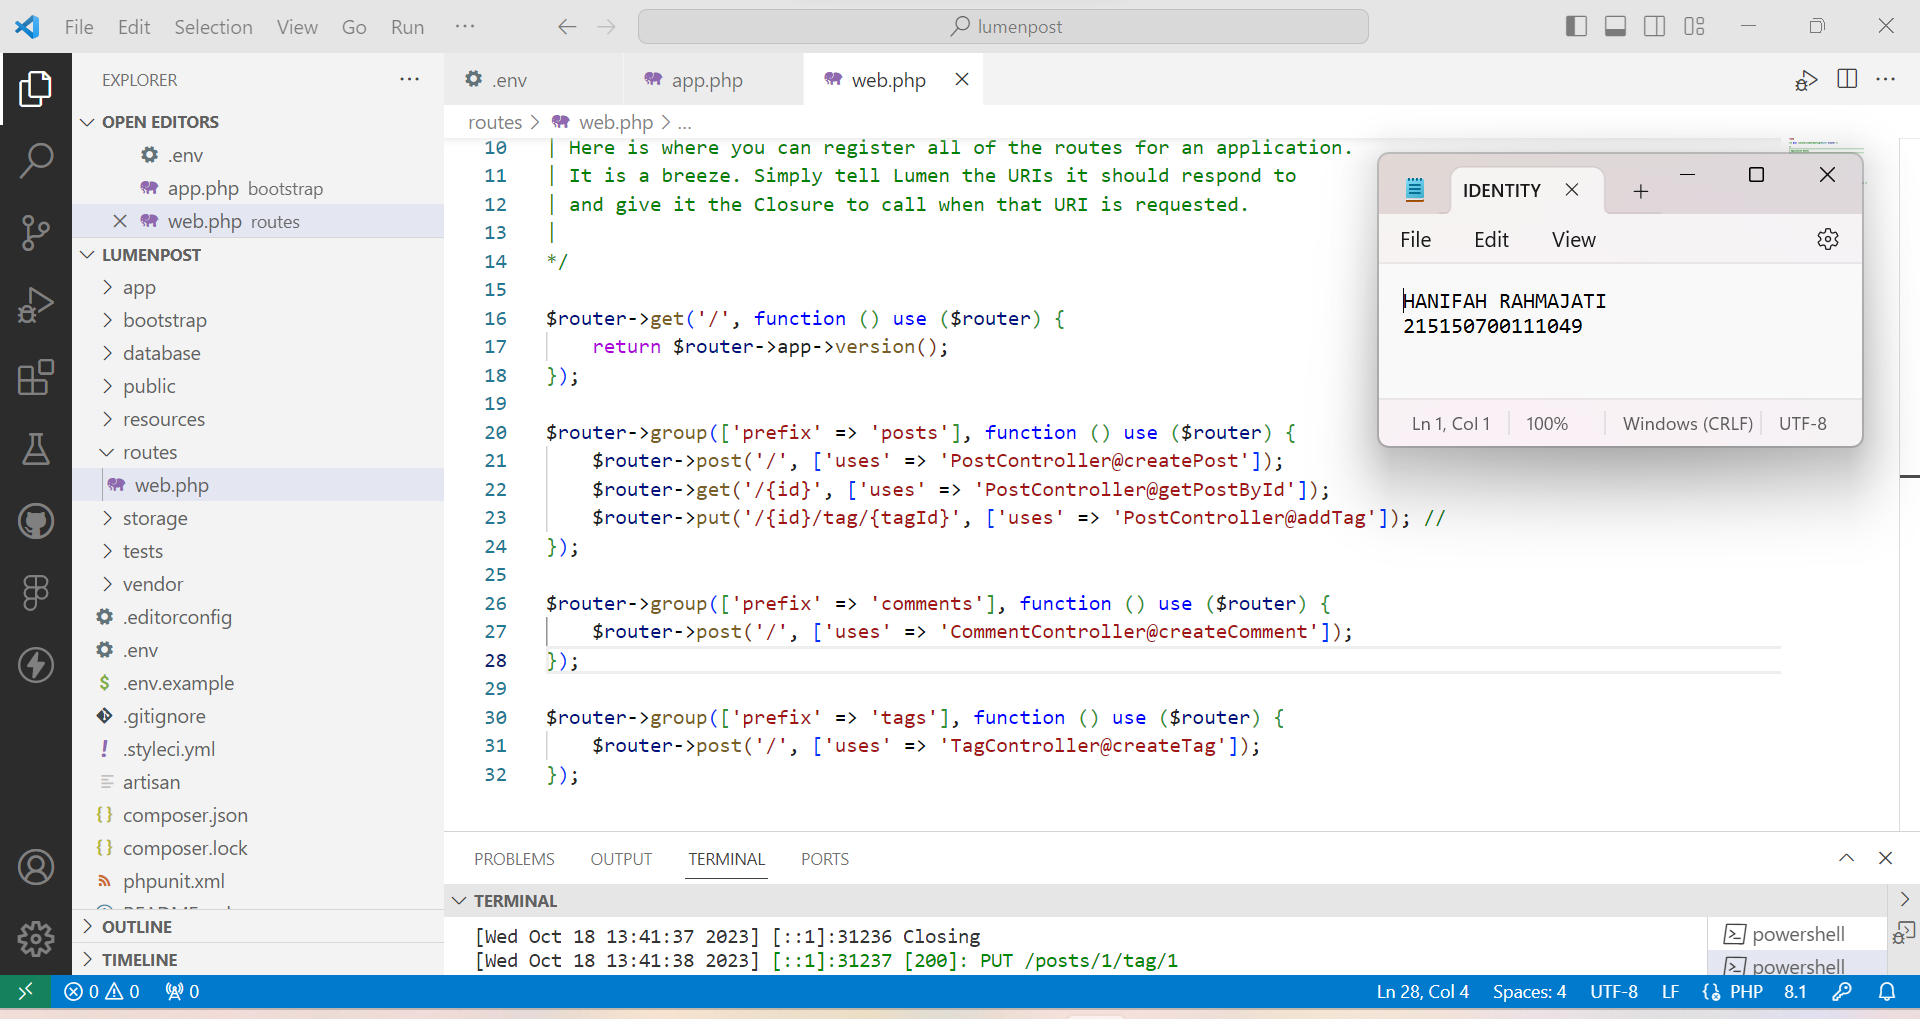 File Edit Selection View Go Run ...
lumenpost
EXPLORER
OPEN EDITORS
.env
app.php bootstrap
web.php routes
LUMENPOST
app
bootstrap
database
public
resources
routes
web.php
storage
tests
vendor
.editorconfig
.env
.env.example
.gitignore
.styleci.yml
artisan
composer.json
composer.lock
phpunit.xml
OUTLINE
TIMELINE
.env app.php web.php
routes > web.php > ...
10 | Here is where you can register all of the routes for an application.
11 | It is a breeze. Simply tell Lumen the URIs it should respond to
12 | and give it the Closure to call when that URI is requested.
13 |
14 */
15
16 $router->get('/', function () use ($router) {
17     return $router->app->version();
18 });
19
20 $router->group(['prefix' => 'posts'], function () use ($router) {
21     $router->post('/', ['uses' => 'PostController@createPost']);
22     $router->get('/{id}', ['uses' => 'PostController@getPostById']);
23     $router->put('/{id}/tag/{tagId}', ['uses' => 'PostController@addTag']); //
24 });
25
26 $router->group(['prefix' => 'comments'], function () use ($router) {
27     $router->post('/', ['uses' => 'CommentController@createComment']);
28 });
29
30 $router->group(['prefix' => 'tags'], function () use ($router) {
31     $router->post('/', ['uses' => 'TagController@createTag']);
32 });
IDENTITY
File Edit View
HANIFAH RAHMAJATI
215150700111049
Ln 1, Col 1 100% Windows (CRLF) UTF-8
PROBLEMS OUTPUT TERMINAL PORTS
TERMINAL
[Wed Oct 18 13:41:37 2023] [::1]:31236 Closing
[Wed Oct 18 13:41:38 2023] [::1]:31237 [200]: PUT /posts/1/tag/1
powershell
powershell
0 0 0
Ln 28, Col 4 Spaces: 4 UTF-8 LF PHP 8.1